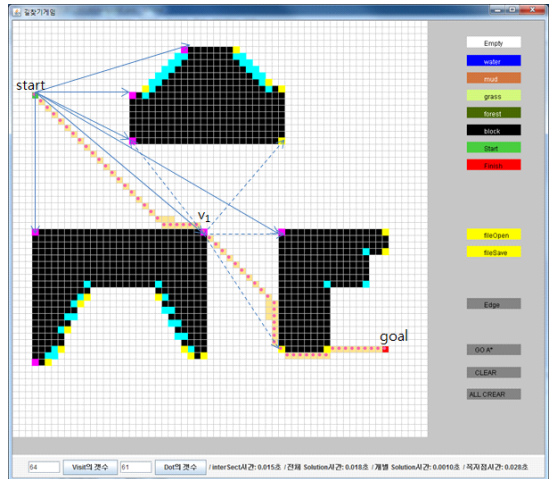 길찾기게임
Empty
water
mud
grass
forest
block
Start
Finish
fileOpen
fileSave
Edge
GO A*
CLEAR
ALL CREAR
start
V1
goal
64 Visit의 갯수 61 Dot의 갯수 / interSect시간: 0.015초 / 전체 Solution시간: 0.018초 / 개별 Solution시간: 0.0010초 / 꼭지점시간: 0.028초